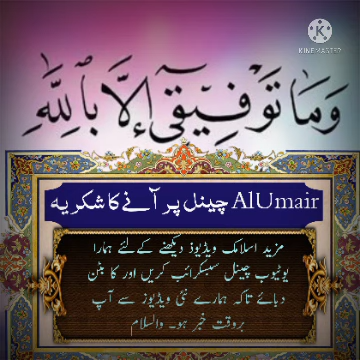 KINEMASTER
وَمَا تَوْفِيْقِيْ إِلَّا بِاللّٰهِ
AlUmair چینل پر آنے کا شکریہ
مزید اسلامک ویڈیوز دیکھنے کے لئے ہمارا
یوٹیوب چینل سبسکرائب کریں اور کا بٹن
دبائے تاکہ ہمارے نئی ویڈیوز سے آپ
بروقت خبر ہو۔ والسلام